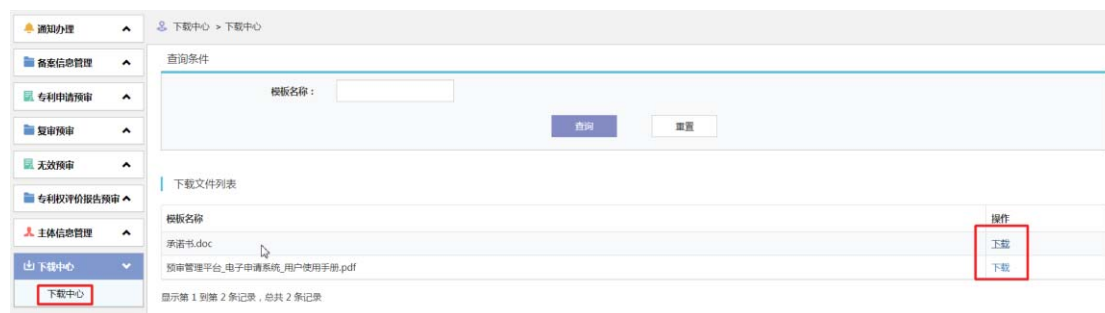 通知办理
备案信息管理
专利申请预审
复审预审
无效预审
专利权评价报告预审
主体信息管理
下载中心
下载中心
下载中心 > 下载中心
查询条件
模板名称：
查询 重置
下载文件列表
模板名称 操作
承诺书.doc 下载
预审管理平台_电子申请系统_用户使用手册.pdf 下载
显示第 1 到第 2 条记录，总共 2 条记录